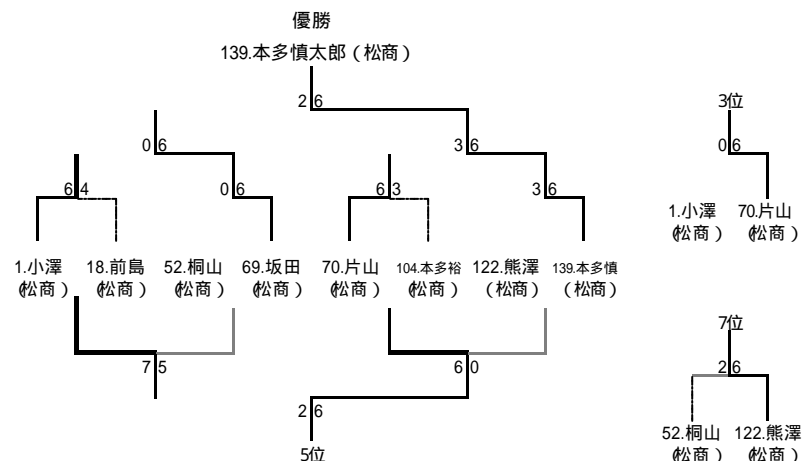 優勝
139.本多慎太郎（松商）
2 6
3位
0 6 3 6 0 6
6 4 0 6 6 3 3 6
1.小澤 70.片山
（松商） （松商）
1.小澤 18.前島 52.桐山 69.坂田 70.片山 104.本多裕 122.熊澤 139.本多慎
（松商） （松商） （松商） （松商） （松商） （松商） （松商） （松商）
7位
7 5 6 0 2 6
2 6
52.桐山 122.熊澤
5位 （松商） （松商）